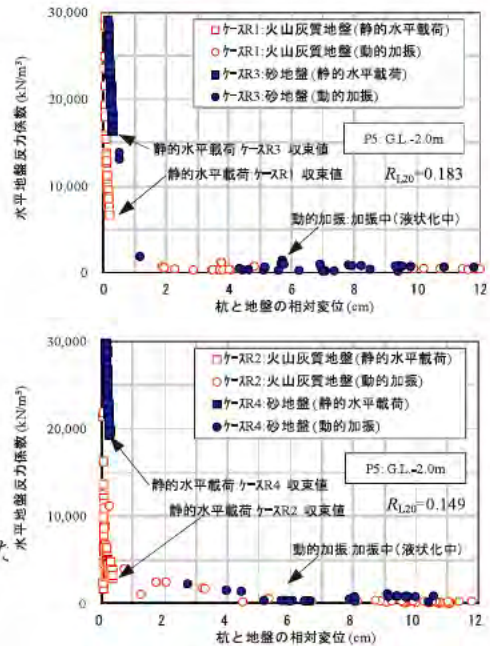 30,000
20,000
10,000
0
水平地盤反力係数(kN/m³)
ケースR1:火山灰質地盤(静的水平載荷)
ケースR1:火山灰質地盤(動的加振)
ケースR3:砂地盤(静的水平載荷)
ケースR3:砂地盤(動的加振)
P5: G.L.-2.0m
静的水平載荷 ケースR3 収束値
静的水平載荷 ケースR1 収束値
R_L20=0.183
動的加振:加振中(液状化中)
0 2 4 6 8 10 12
杭と地盤の相対変位(cm)
30,000
20,000
10,000
0
水平地盤反力係数(kN/m³)
ケースR2:火山灰質地盤(静的水平載荷)
ケースR2:火山灰質地盤(動的加振)
ケースR4:砂地盤(静的水平載荷)
ケースR4:砂地盤(動的加振)
P5: G.L.-2.0m
静的水平載荷 ケースR4 収束値
静的水平載荷 ケースR2 収束値
R_L20=0.149
動的加振:加振中(液状化中)
0 2 4 6 8 10 12
杭と地盤の相対変位(cm)